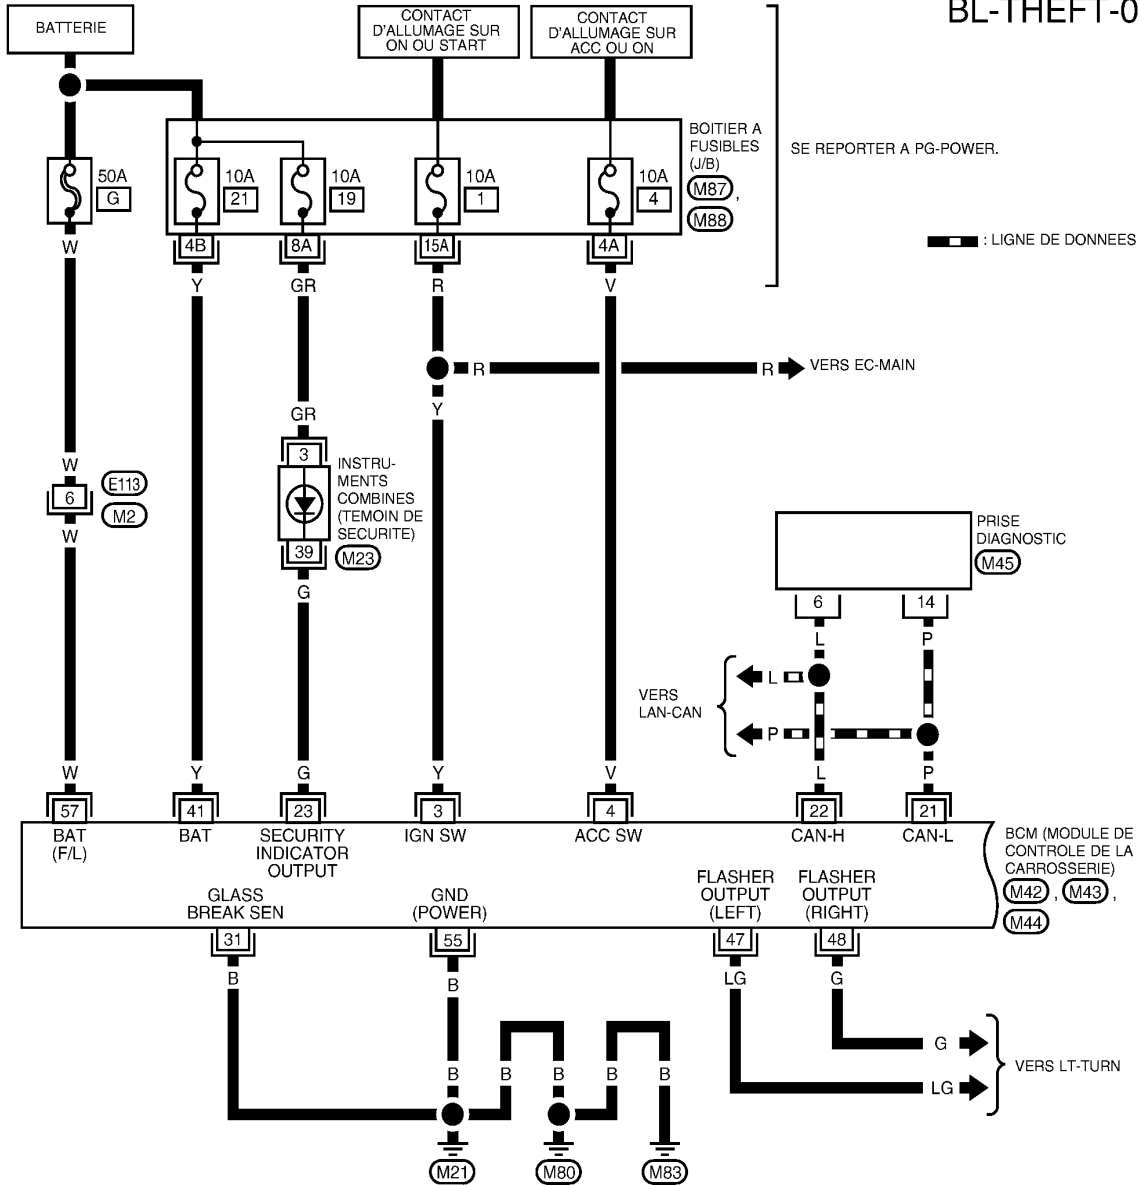 BL-THEFT-0
BATTERIE
CONTACT
D'ALLUMAGE SUR
ON OU START
CONTACT
D'ALLUMAGE SUR
ACC OU ON
BOITIER A
FUSIBLES
(J/B)
M87 ,
M88
SE REPORTER A PG-POWER.
50A
G
10A
21
10A
19
10A
1
10A
4
: LIGNE DE DONNEES
W
4B
8A
15A
4A
Y
GR
R
V
R
R
VERS EC-MAIN
Y
GR
3
INSTRU-
MENTS
COMBINES
(TEMOIN DE
SECURITE)
M23
39
G
W
6
E113
M2
W
PRISE
DIAGNOSTIC
M45
6
14
L
P
L
VERS
LAN-CAN
P
W
Y
G
Y
V
L
P
57
41
23
3
4
22
21
BAT
(F/L)
BAT
SECURITY
INDICATOR
OUTPUT
IGN SW
ACC SW
CAN-H
CAN-L
BCM (MODULE DE
CONTROLE DE LA
CARROSSERIE)
M42 , M43 ,
M44
GLASS
BREAK SEN
GND
(POWER)
FLASHER
OUTPUT
(LEFT)
FLASHER
OUTPUT
(RIGHT)
31
55
47
48
B
B
LG
G
G
LG
VERS LT-TURN
B
B
B
B
B
M21
M80
M83